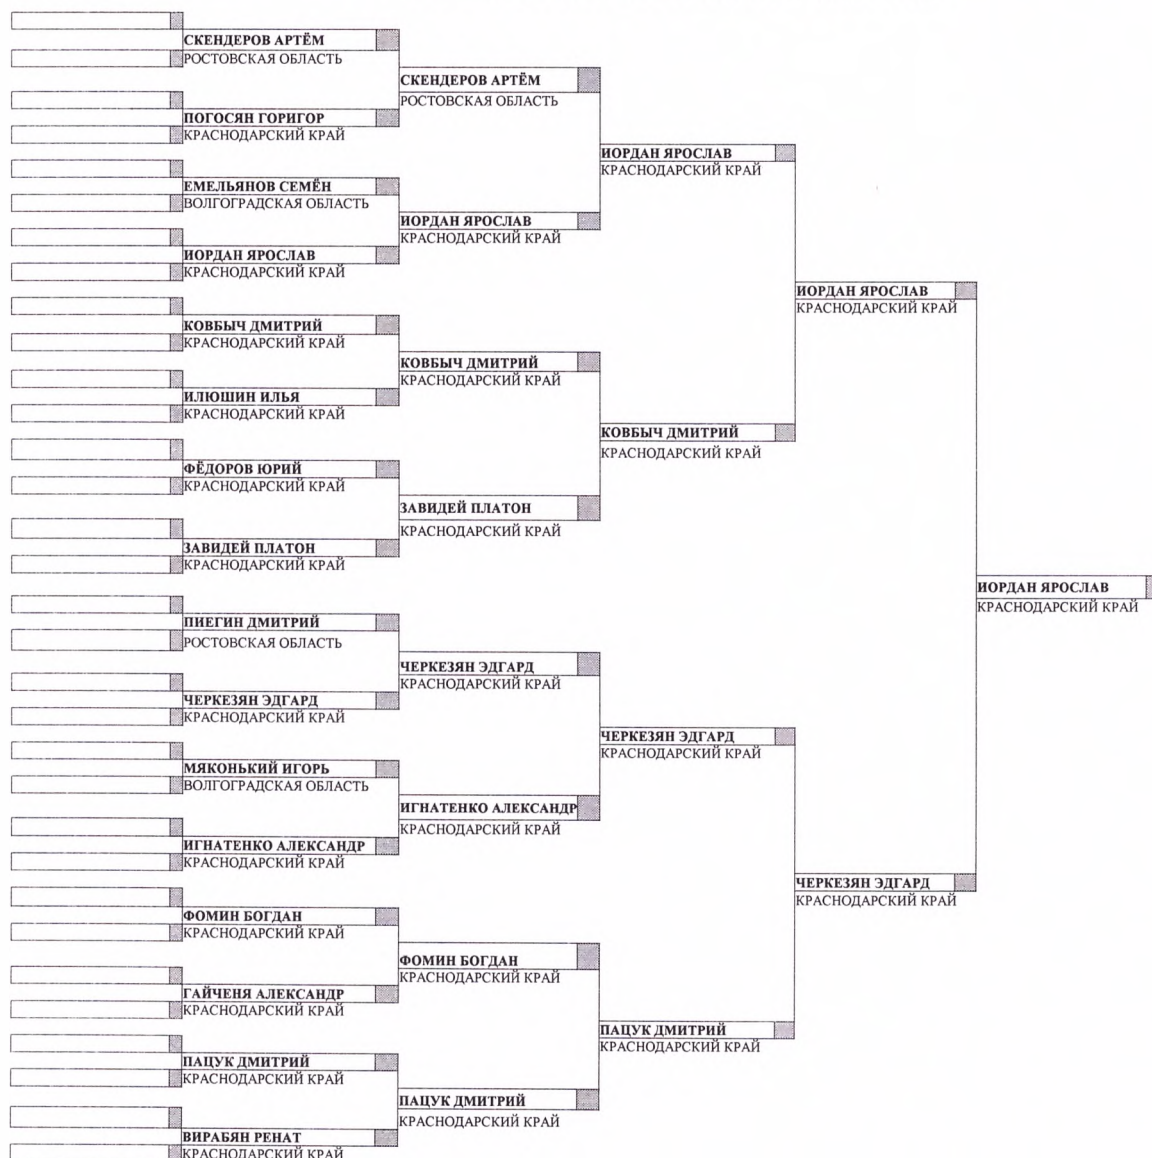 СКЕНДЕРОВ АРТЁМ
РОСТОВСКАЯ ОБЛАСТЬ
ПОГОСЯН ГОРИГОР
КРАСНОДАРСКИЙ КРАЙ
ЕМЕЛЬЯНОВ СЕМЁН
ВОЛГОГРАДСКАЯ ОБЛАСТЬ
ИОРДАН ЯРОСЛАВ
КРАСНОДАРСКИЙ КРАЙ
КОВБЫЧ ДМИТРИЙ
КРАСНОДАРСКИЙ КРАЙ
ИЛЮШИН ИЛЬЯ
КРАСНОДАРСКИЙ КРАЙ
ФЁДОРОВ ЮРИЙ
КРАСНОДАРСКИЙ КРАЙ
ЗАВИДЕЙ ПЛАТОН
КРАСНОДАРСКИЙ КРАЙ
ПИЕГИН ДМИТРИЙ
РОСТОВСКАЯ ОБЛАСТЬ
ЧЕРКЕЗЯН ЭДГАРД
КРАСНОДАРСКИЙ КРАЙ
МЯКОНЬКИЙ ИГОРЬ
ВОЛГОГРАДСКАЯ ОБЛАСТЬ
ИГНАТЕНКО АЛЕКСАНДР
КРАСНОДАРСКИЙ КРАЙ
ФОМИН БОГДАН
КРАСНОДАРСКИЙ КРАЙ
ГАЙЧЕНЯ АЛЕКСАНДР
КРАСНОДАРСКИЙ КРАЙ
ПАЦУК ДМИТРИЙ
КРАСНОДАРСКИЙ КРАЙ
ВИРАБЯН РЕНАТ
КРАСНОДАРСКИЙ КРАЙ
СКЕНДЕРОВ АРТЁМ
РОСТОВСКАЯ ОБЛАСТЬ
ИОРДАН ЯРОСЛАВ
КРАСНОДАРСКИЙ КРАЙ
КОВБЫЧ ДМИТРИЙ
КРАСНОДАРСКИЙ КРАЙ
ЗАВИДЕЙ ПЛАТОН
КРАСНОДАРСКИЙ КРАЙ
ЧЕРКЕЗЯН ЭДГАРД
КРАСНОДАРСКИЙ КРАЙ
ИГНАТЕНКО АЛЕКСАНДР
КРАСНОДАРСКИЙ КРАЙ
ФОМИН БОГДАН
КРАСНОДАРСКИЙ КРАЙ
ПАЦУК ДМИТРИЙ
КРАСНОДАРСКИЙ КРАЙ
ИОРДАН ЯРОСЛАВ
КРАСНОДАРСКИЙ КРАЙ
КОВБЫЧ ДМИТРИЙ
КРАСНОДАРСКИЙ КРАЙ
ЧЕРКЕЗЯН ЭДГАРД
КРАСНОДАРСКИЙ КРАЙ
ПАЦУК ДМИТРИЙ
КРАСНОДАРСКИЙ КРАЙ
ИОРДАН ЯРОСЛАВ
КРАСНОДАРСКИЙ КРАЙ
ЧЕРКЕЗЯН ЭДГАРД
КРАСНОДАРСКИЙ КРАЙ
ИОРДАН ЯРОСЛАВ
КРАСНОДАРСКИЙ КРАЙ